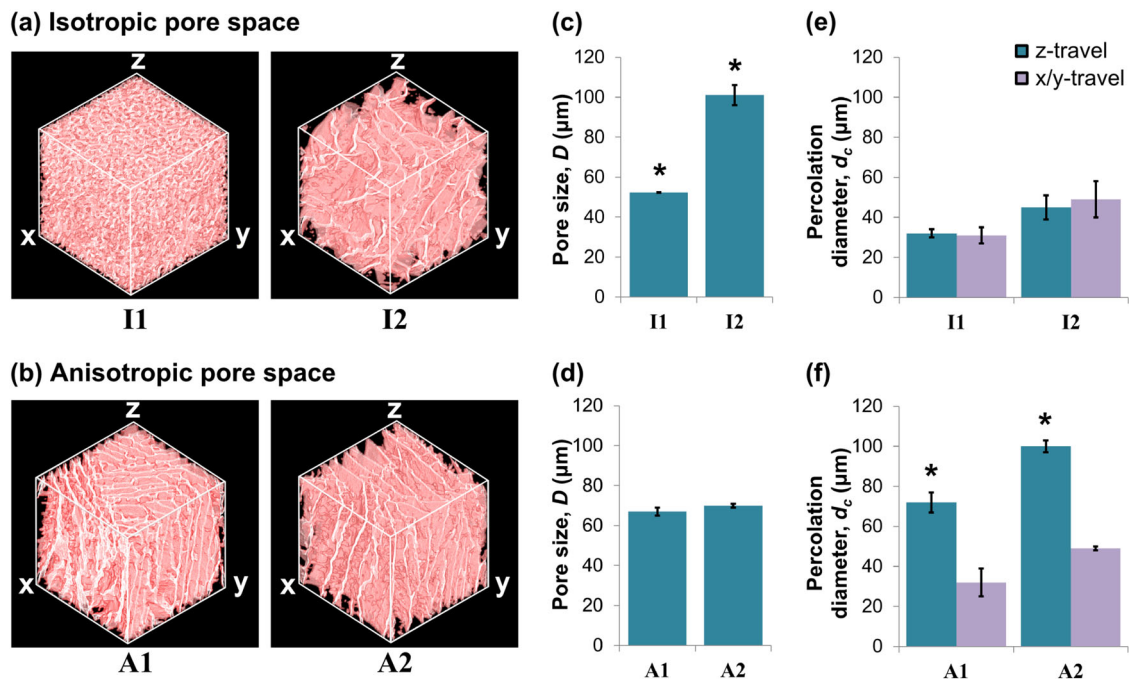 (a) Isotropic pore space
z
x
y
I1
z
x
y
I2
(c)
Pore size, D (µm)
120
100
80
60
40
20
0
I1
I2
*
*
(e)
Percolation
diameter, d_c (µm)
120
100
80
60
40
20
0
I1
I2
z-travel
x/y-travel
(b) Anisotropic pore space
z
x
y
A1
z
x
y
A2
(d)
Pore size, D (µm)
120
100
80
60
40
20
0
A1
A2
(f)
Percolation
diameter, d_c (µm)
120
100
80
60
40
20
0
A1
A2
*
*